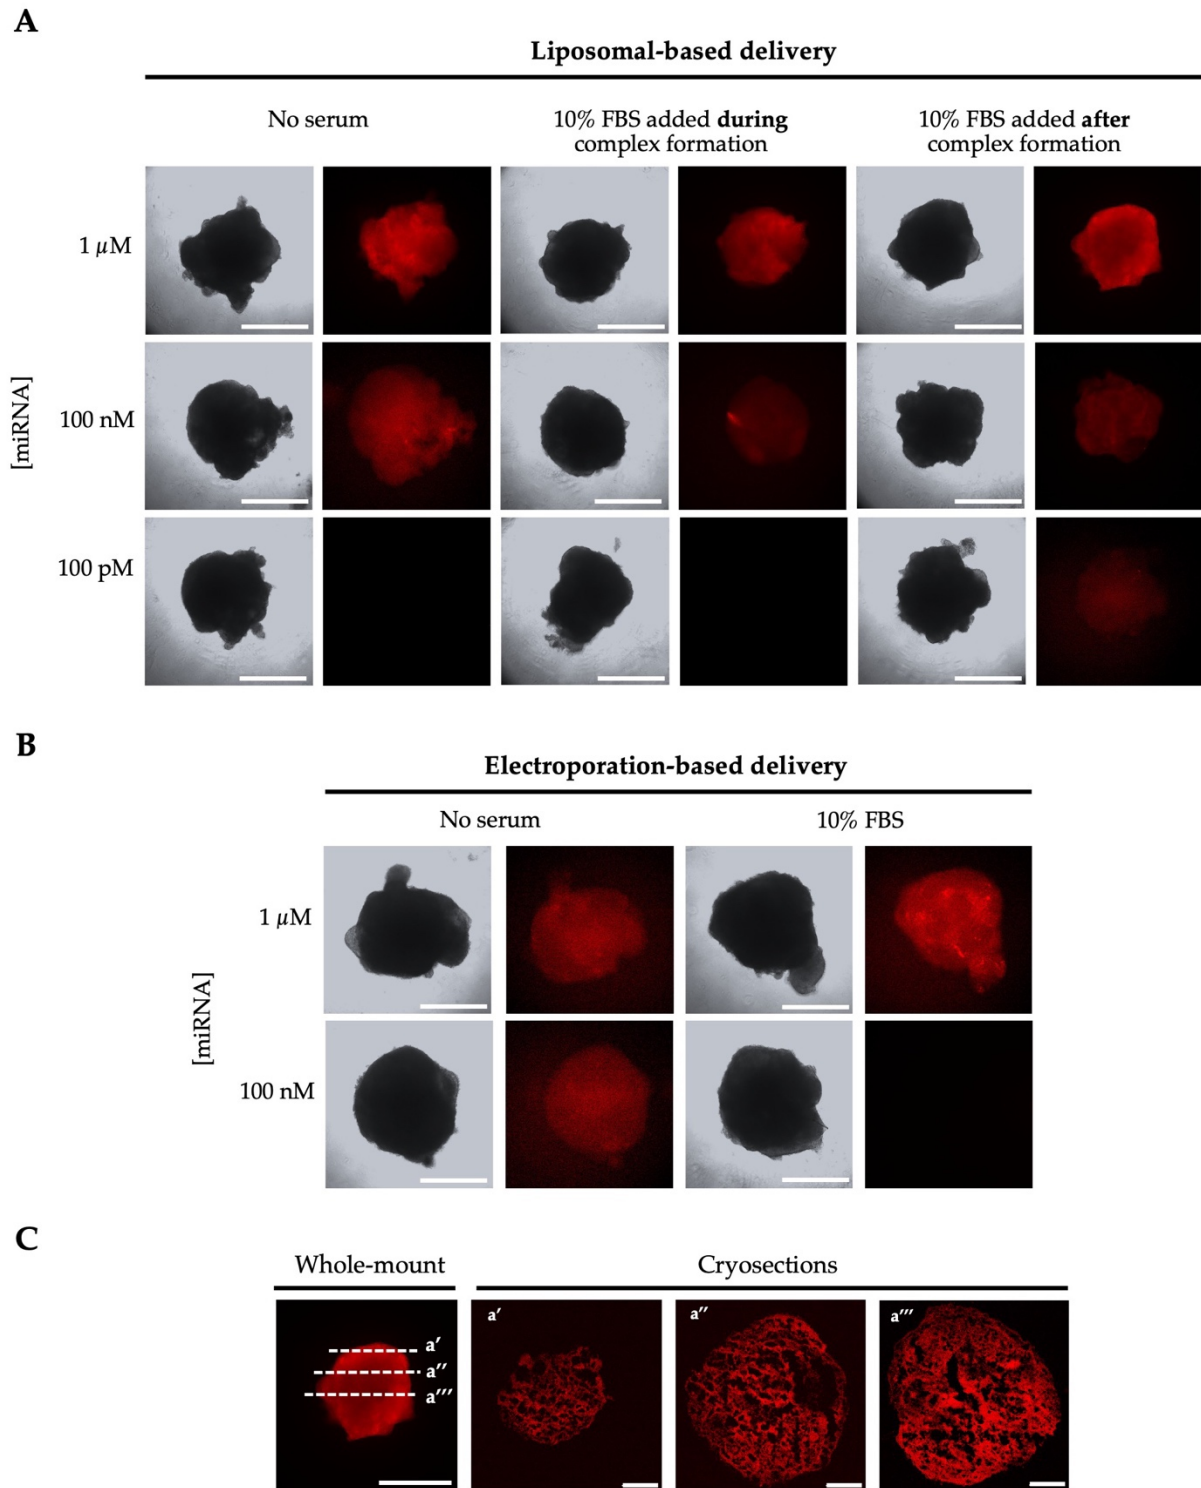 A
Liposomal-based delivery
No serum
10% FBS added during
complex formation
10% FBS added after
complex formation
[miRNA]
1 µM
100 nM
100 pM
B
Electroporation-based delivery
No serum
10% FBS
[miRNA]
1 µM
100 nM
C
Whole-mount
Cryosections
a′
a″
a‴
a′
a″
a‴